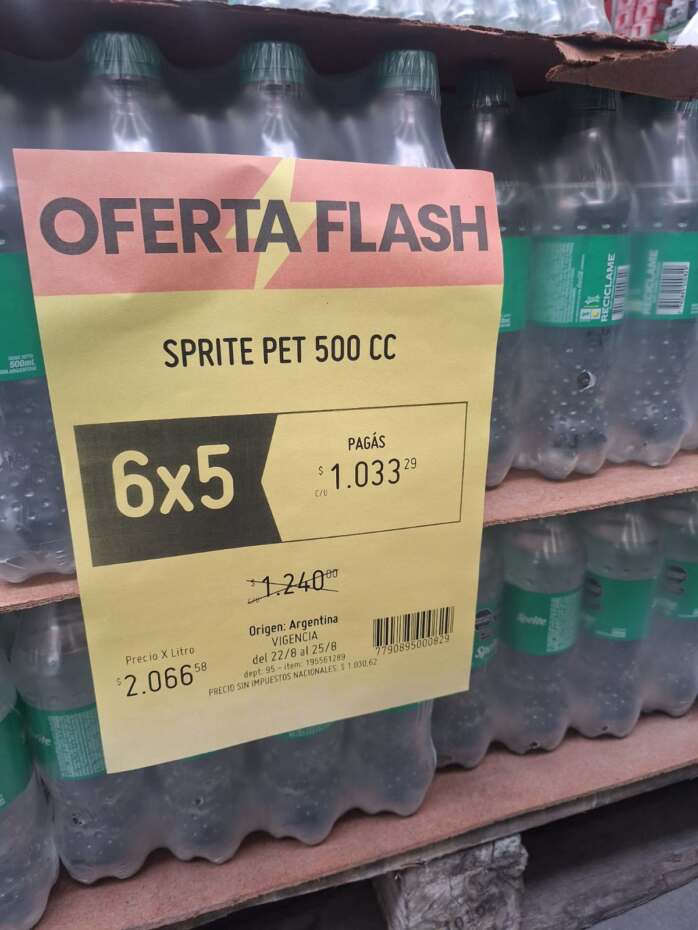 OFERTA FLASH
SPRITE PET 500 CC
6x5
PAGÁS
$ 1.033 29
C/U
$ 1.240 00
C/U
Origen: Argentina
VIGENCIA
del 22/8 al 25/8
dept: 95 - item: 195561289
PRECIO SIN IMPUESTOS NACIONALES: $ 1.030,62
Precio X Litro
$ 2.066 58
7790895000829
RECICLAME
RECICLAME
500ml
Sprite